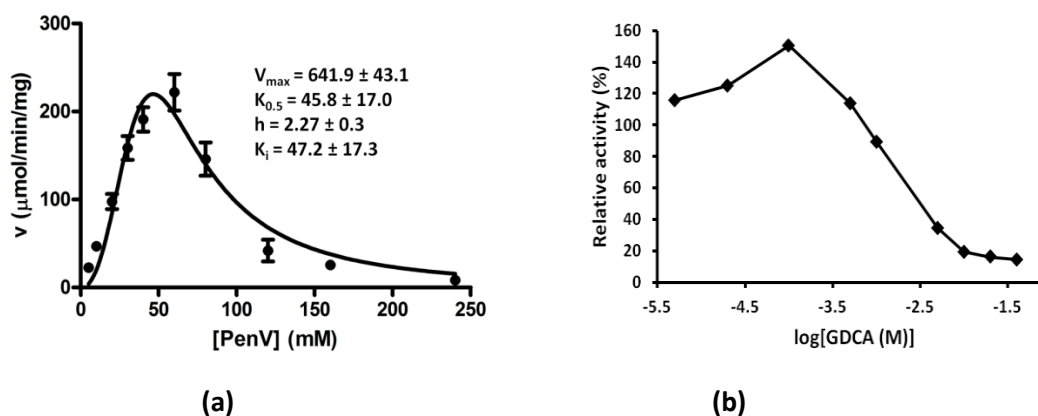 300
200
100
0
v (μmol/min/mg)
Vmax = 641.9 ± 43.1
K0.5 = 45.8 ± 17.0
h = 2.27 ± 0.3
Ki = 47.2 ± 17.3
0 50 100 150 200 250
[PenV] (mM)
(a)
160
140
120
100
80
60
40
20
0
Relative activity (%)
-5.5 -4.5 -3.5 -2.5 -1.5
log[GDCA (M)]
(b)